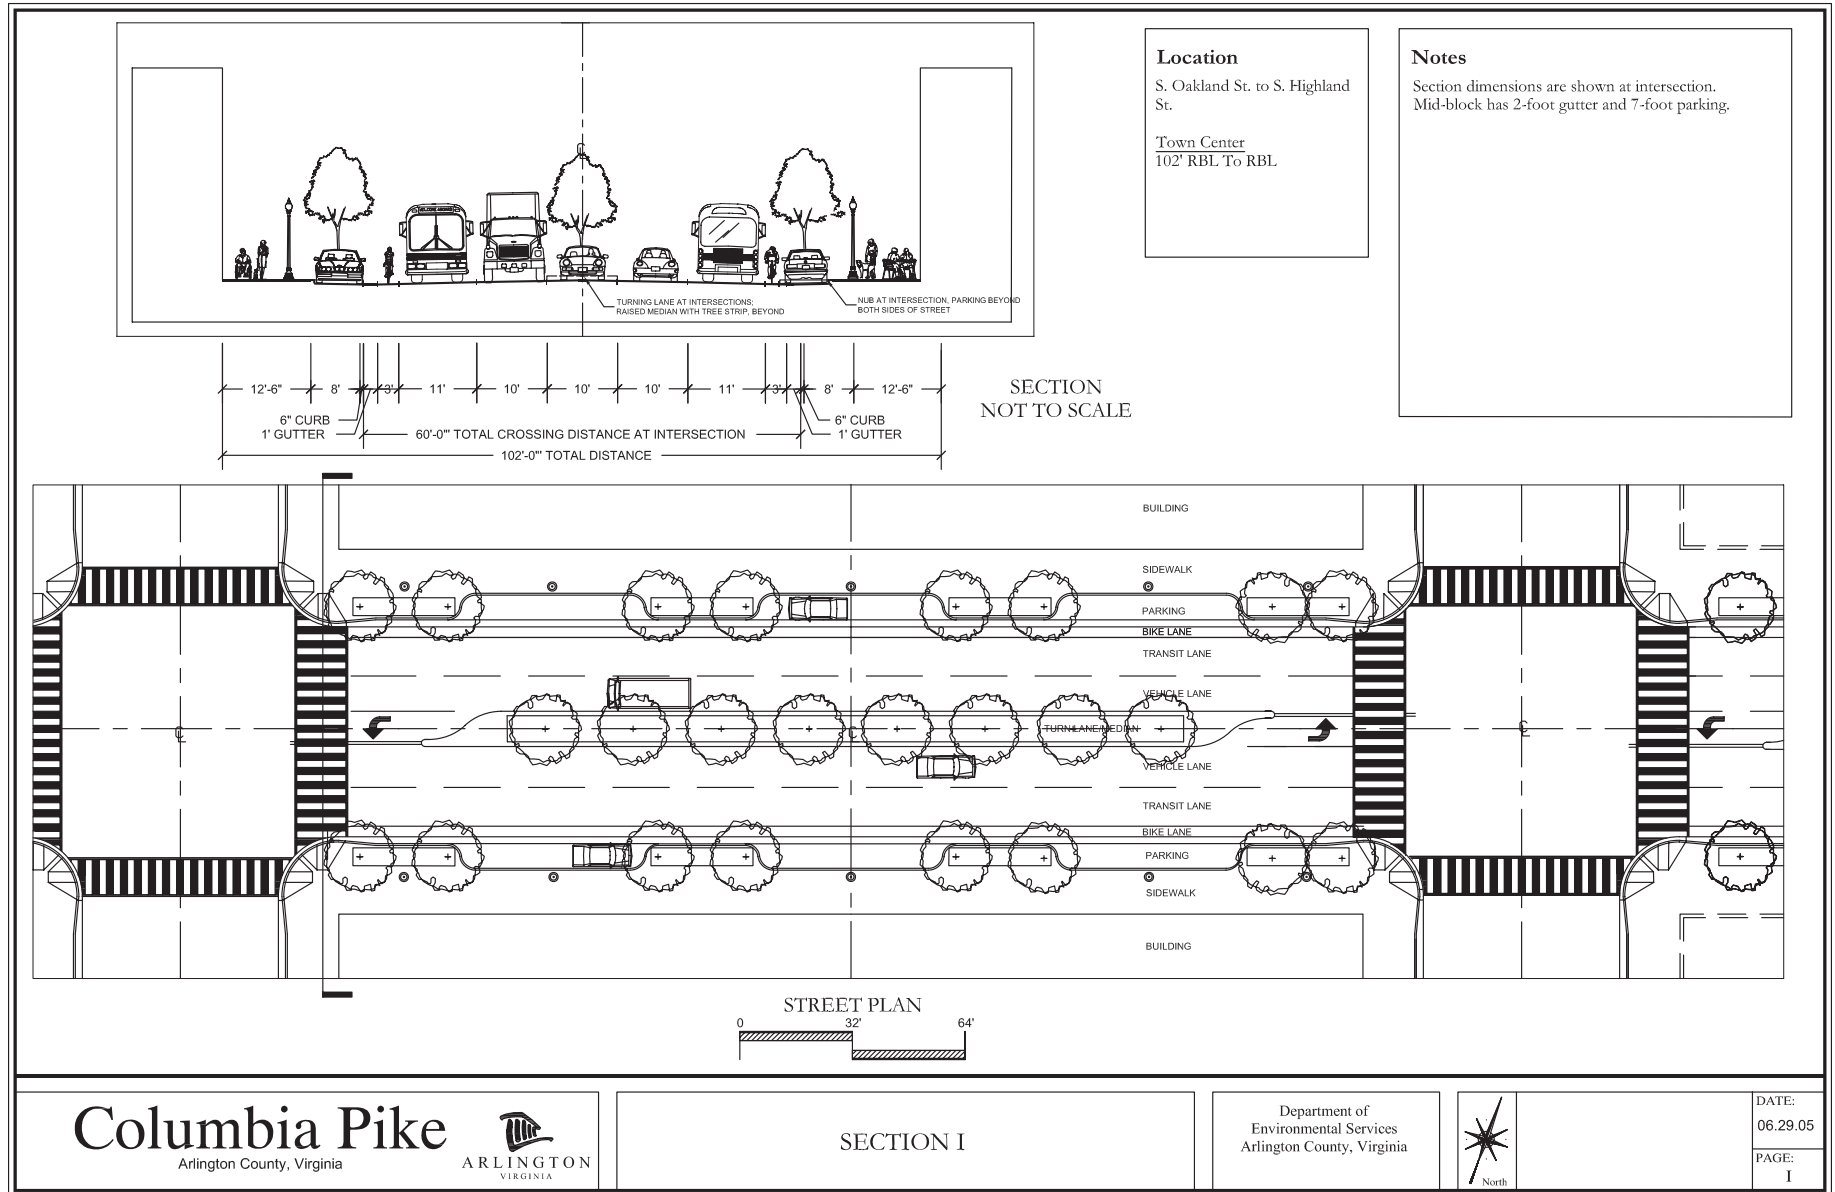 Location
S. Oakland St. to S. Highland
St.
Town Center
102' RBL To RBL
Notes
Section dimensions are shown at intersection.
Mid-block has 2-foot gutter and 7-foot parking.
CL
TURNING LANE AT INTERSECTIONS;
RAISED MEDIAN WITH TREE STRIP, BEYOND
NUB AT INTERSECTION, PARKING BEYOND
BOTH SIDES OF STREET
12'-6" 8' 3' 11' 10' 10' 10' 11' 3' 8' 12'-6"
6" CURB
1' GUTTER
60'-0"' TOTAL CROSSING DISTANCE AT INTERSECTION
6" CURB
1' GUTTER
102'-0"' TOTAL DISTANCE
SECTION
NOT TO SCALE
BUILDING
SIDEWALK
PARKING
BIKE LANE
TRANSIT LANE
VEHICLE LANE
CL
TURN LANE/MEDIAN
CL
CL
VEHICLE LANE
TRANSIT LANE
BIKE LANE
PARKING
SIDEWALK
BUILDING
STREET PLAN
0 32' 64'
Columbia Pike
Arlington County, Virginia
ARLINGTON
VIRGINIA
SECTION I
Department of
Environmental Services
Arlington County, Virginia
North
DATE:
06.29.05
PAGE:
I